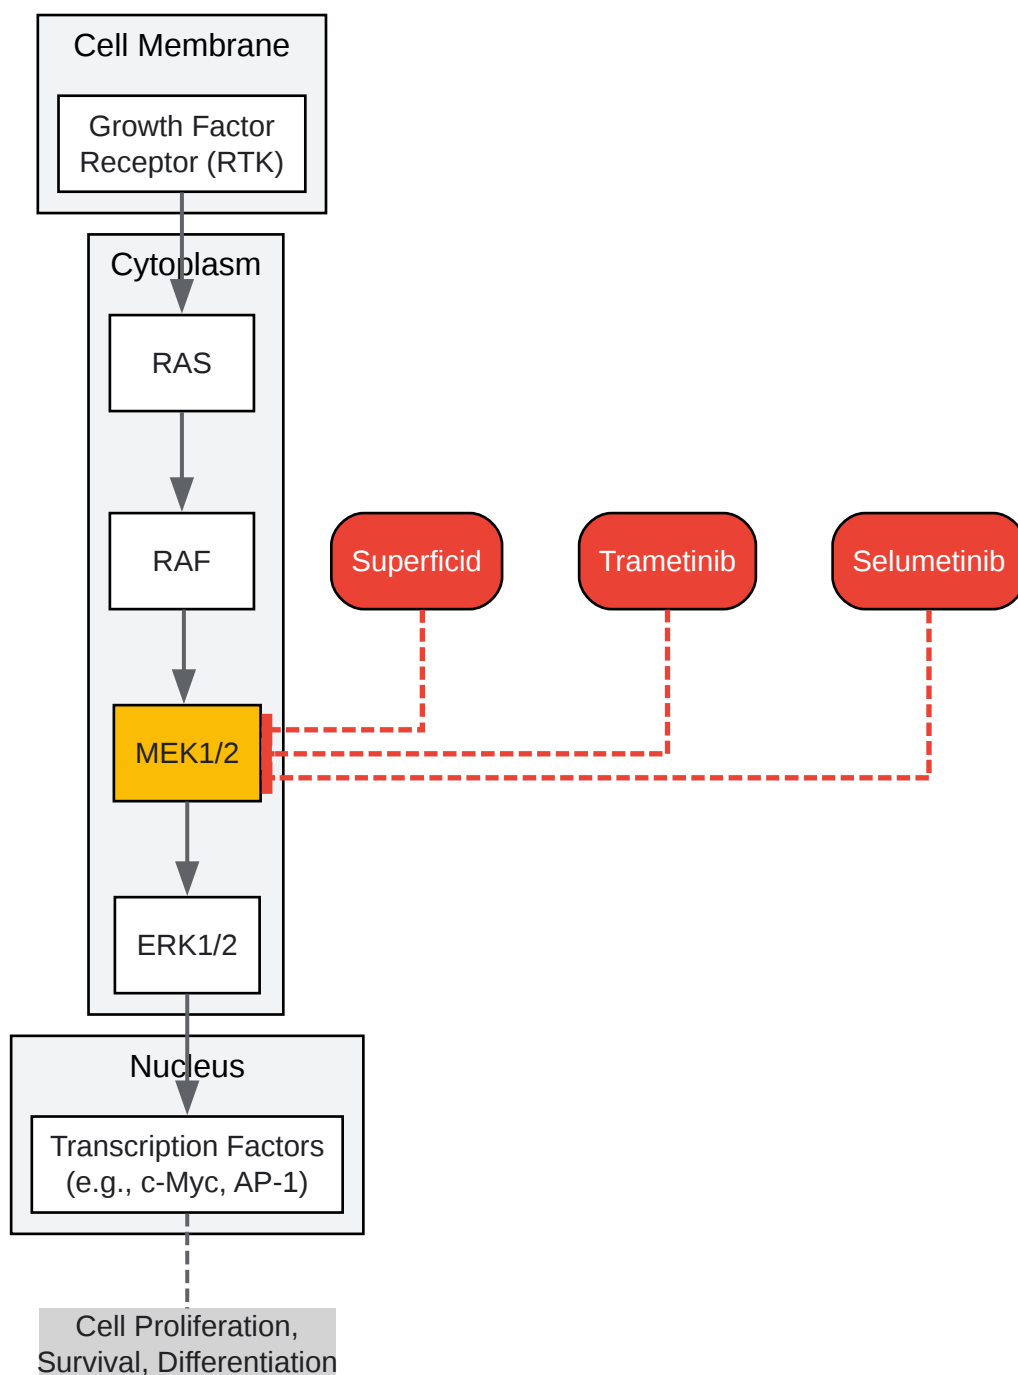 Cell Membrane
Growth Factor
Receptor (RTK)
Cytoplasm
RAS
RAF
Superficid
Trametinib
Selumetinib
MEK1/2
ERK1/2
Nucleus
Transcription Factors
(e.g., c-Myc, AP-1)
Cell Proliferation,
Survival, Differentiation